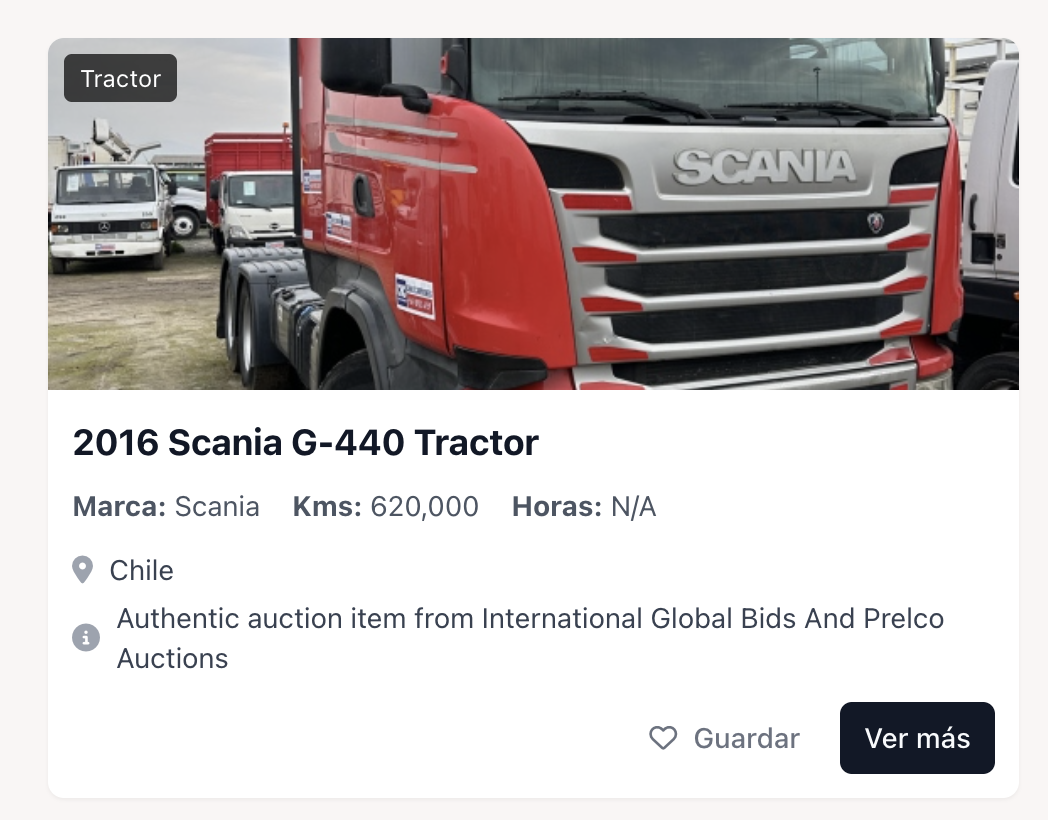 Tractor
SCANIA
2016 Scania G-440 Tractor
Marca: Scania Kms: 620,000 Horas: N/A
Chile
Authentic auction item from International Global Bids And Prelco
Auctions
Guardar
Ver más